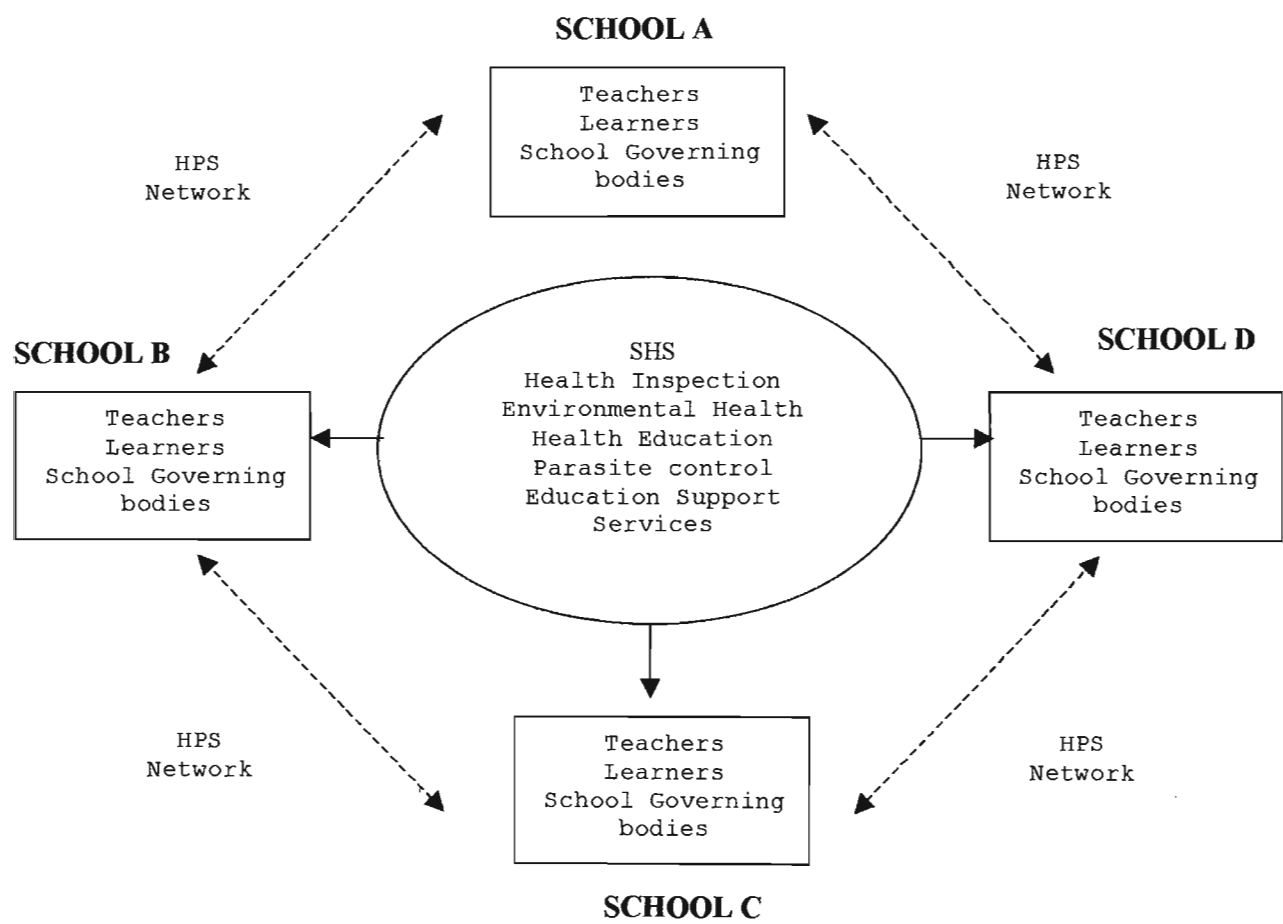 SCHOOL A
Teachers
Learners
School Governing
bodies
HPS
Network
HPS
Network
SCHOOL B
Teachers
Learners
School Governing
bodies
SHS
Health Inspection
Environmental Health
Health Education
Parasite control
Education Support
Services
SCHOOL D
Teachers
Learners
School Governing
bodies
HPS
Network
Teachers
Learners
School Governing
bodies
HPS
Network
SCHOOL C